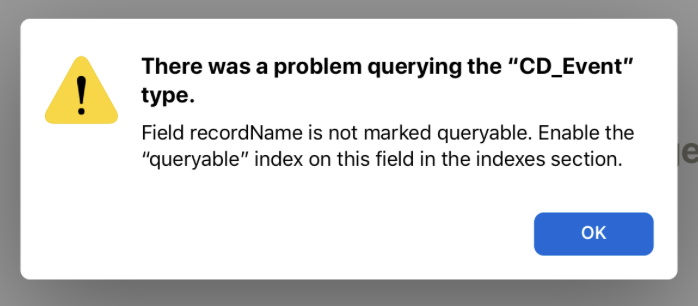 There was a problem querying the “CD_Event”
type.
Field recordName is not marked queryable. Enable the
“queryable” index on this field in the indexes section.
ge
OK